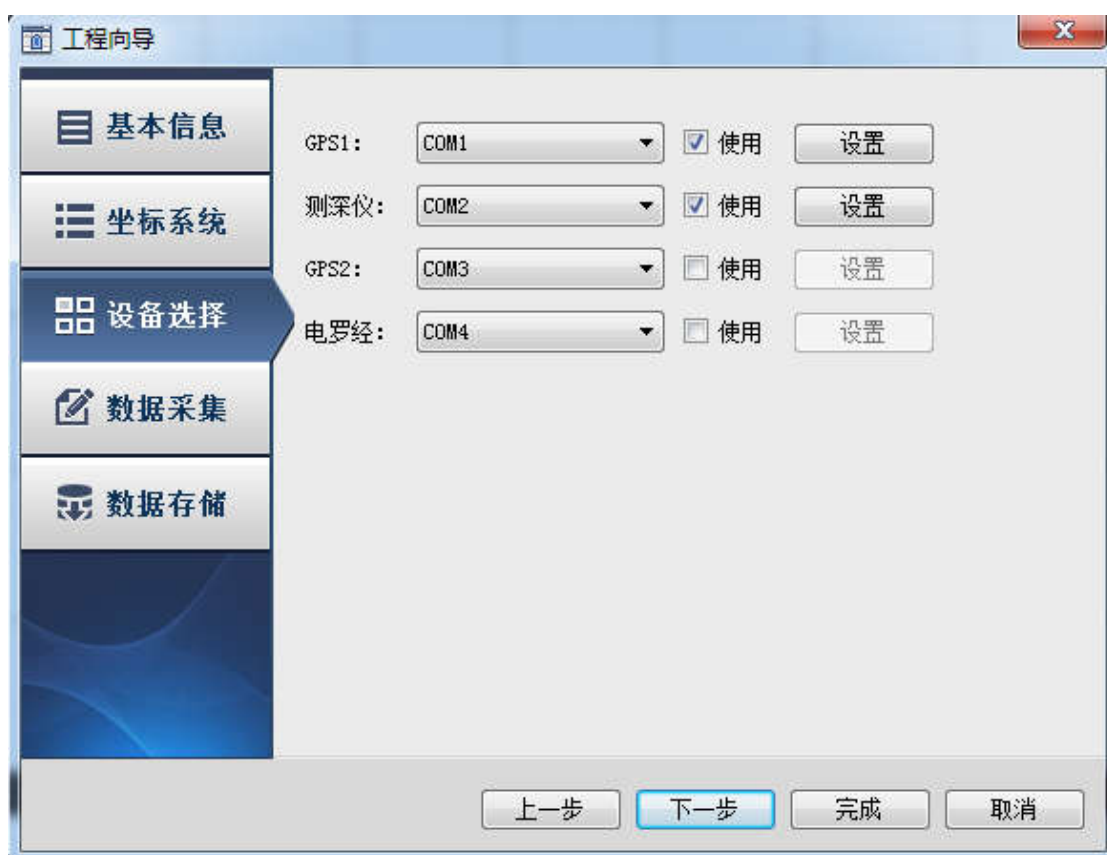 工程向导
基本信息
坐标系统
设备选择
数据采集
数据存储
GPS1: COM1 使用 设置
测深仪: COM2 使用 设置
GPS2: COM3 使用 设置
电罗经: COM4 使用 设置
上一步 下一步 完成 取消